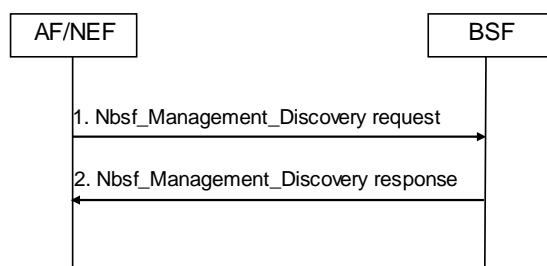 AF/NEF
BSF
1. Nbsf_Management_Discovery request
2. Nbsf_Management_Discovery response